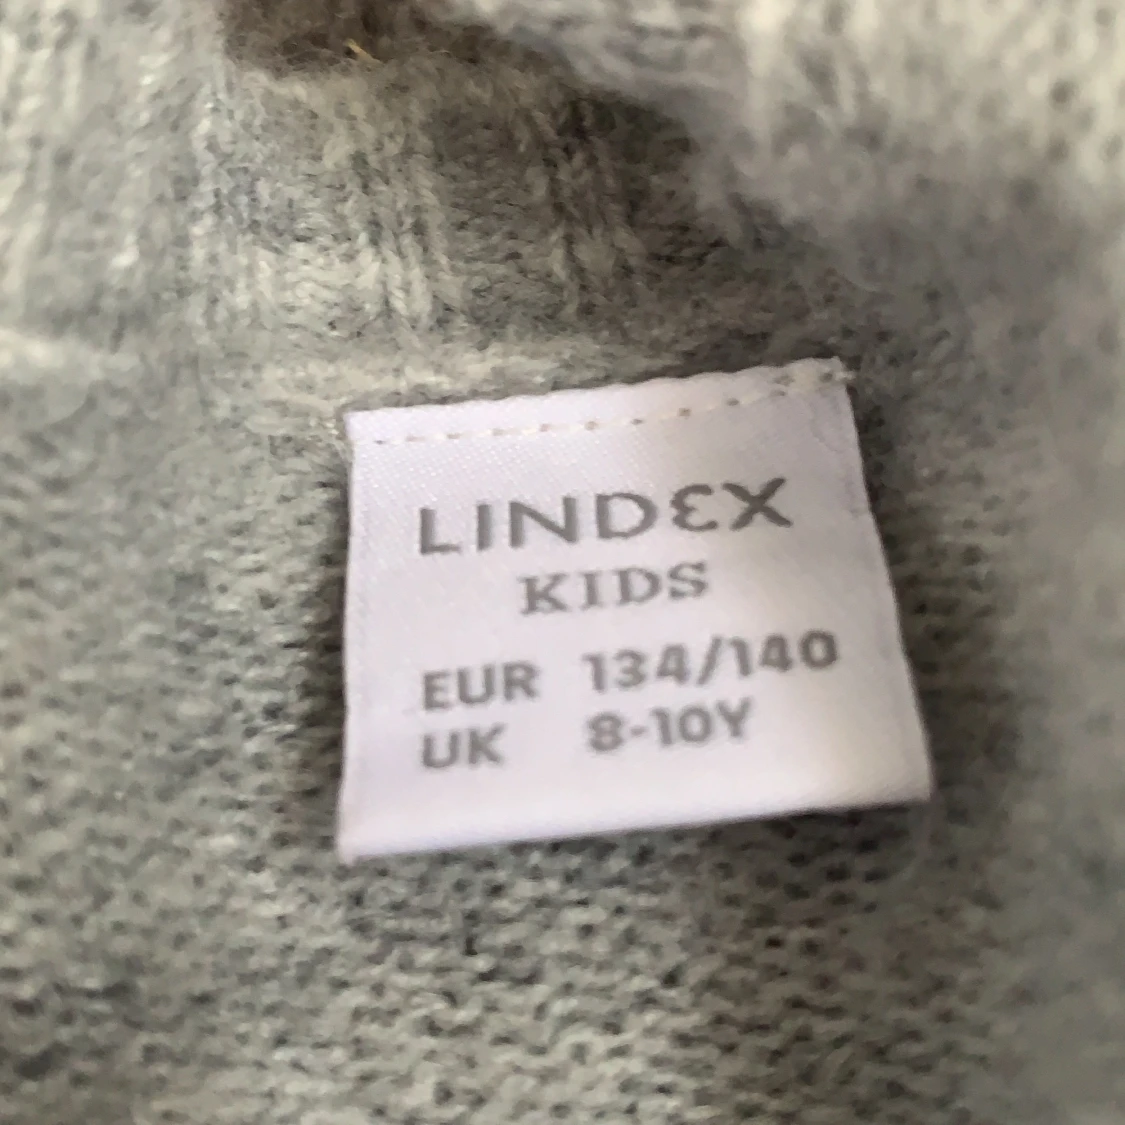 LINDEX
KIDS
EUR 134/140
UK 8-10Y